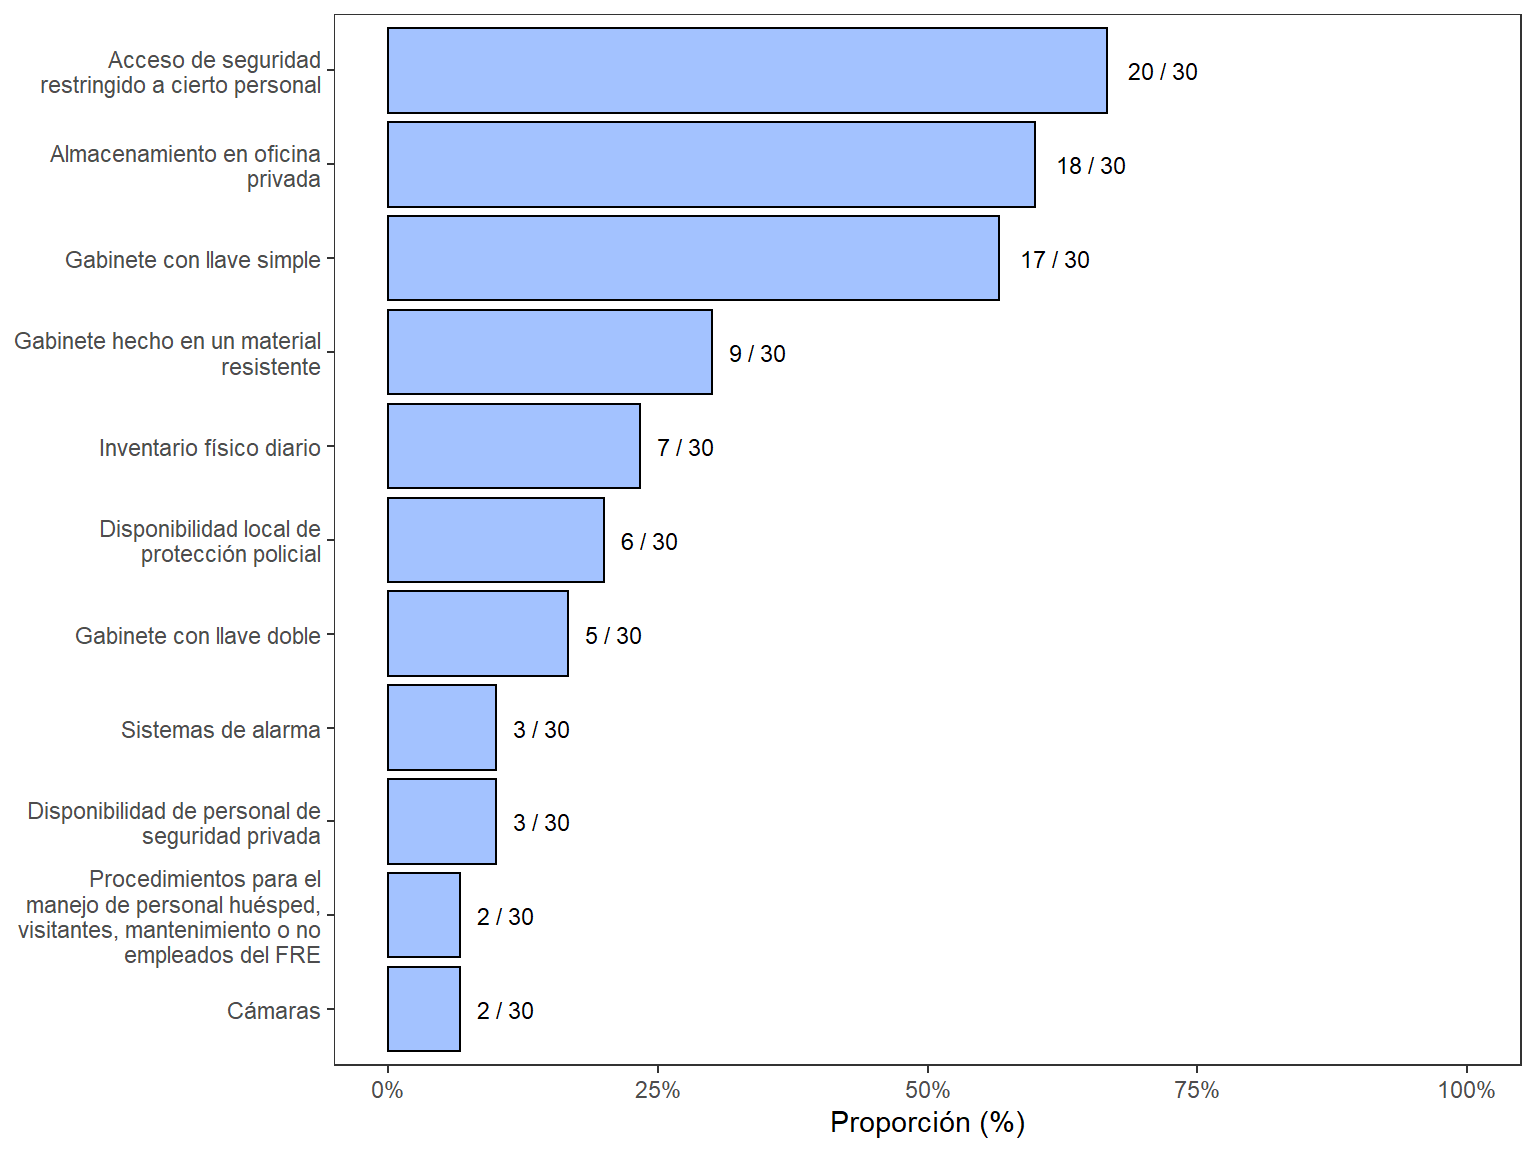 Acceso de seguridad
restringido a cierto personal
20 / 30
Almacenamiento en oficina
privada
18 / 30
Gabinete con llave simple
17 / 30
Gabinete hecho en un material
resistente
9 / 30
Inventario físico diario
7 / 30
Disponibilidad local de
protección policial
6 / 30
Gabinete con llave doble
5 / 30
Sistemas de alarma
3 / 30
Disponibilidad de personal de
seguridad privada
3 / 30
Procedimientos para el
manejo de personal huésped,
visitantes, mantenimiento o no
empleados del FRE
2 / 30
Cámaras
2 / 30
0% 25% 50% 75% 100%
Proporción (%)